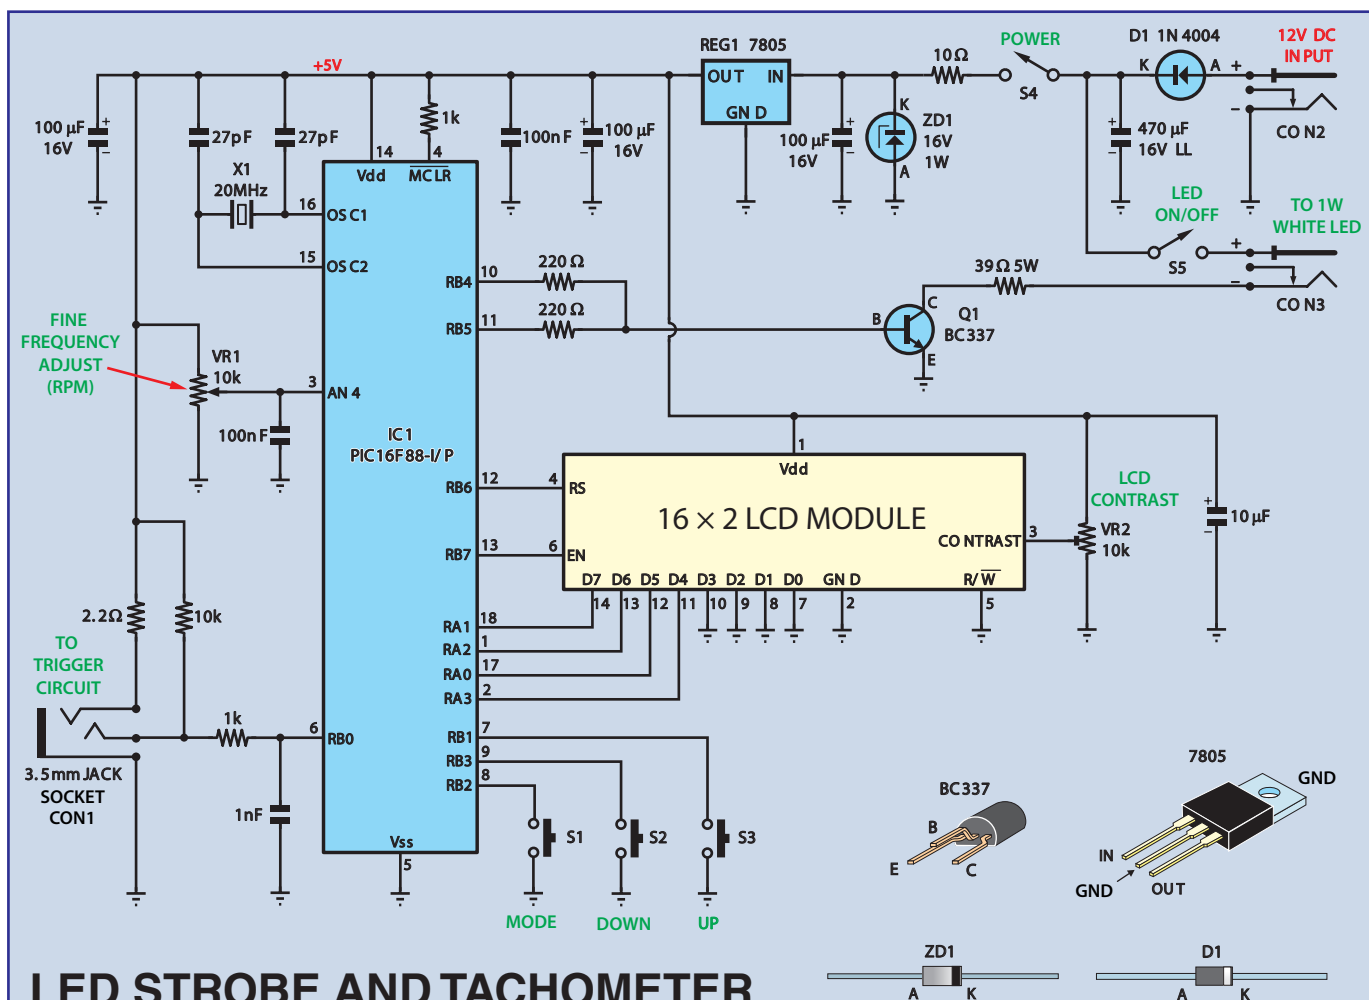 REG1 7805
OUT
IN
GND
10Ω
POWER
S4
D1 1N4004
K
A
+
12V DC
INPUT
−
CON2
+5V
100µF
16V
+
−
27pF
27pF
X1
20MHz
1k
14
4
Vdd
MCLR
100nF
+
−
100µF
16V
100µF
16V
+
−
K
ZD1
16V
1W
A
+
−
470µF
16V LL
LED
ON/OFF
S5
TO 1W
WHITE LED
+
−
CON3
16
OSC1
15
OSC2
RB4
10
220Ω
RB5
11
220Ω
39Ω 5W
B
C
E
Q1
BC337
FINE
FREQUENCY
ADJUST
(RPM)
VR1
10k
3
AN4
100nF
IC1
PIC16F88-I/P
1
Vdd
RB6
12
4
RS
16 × 2 LCD MODULE
LCD
CONTRAST
CONTRAST
3
VR2
10k
+
−
10µF
RB7
13
6
EN
D7
D6
D5
D4
D3
D2
D1
D0
GND
R/W
14
13
12
11
10
9
8
7
2
5
2.2Ω
10k
RA1
18
RA2
1
RA0
17
RA3
2
TO
TRIGGER
CIRCUIT
1k
6
RB0
RB1
7
RB3
9
RB2
8
3.5mm JACK
SOCKET
CON1
1nF
Vss
5
S1
S2
S3
MODE
DOWN
UP
BC337
B
E
C
7805
GND
IN
GND
OUT
LED STROBE AND TACHOMETER
ZD1
A
K
D1
A
K